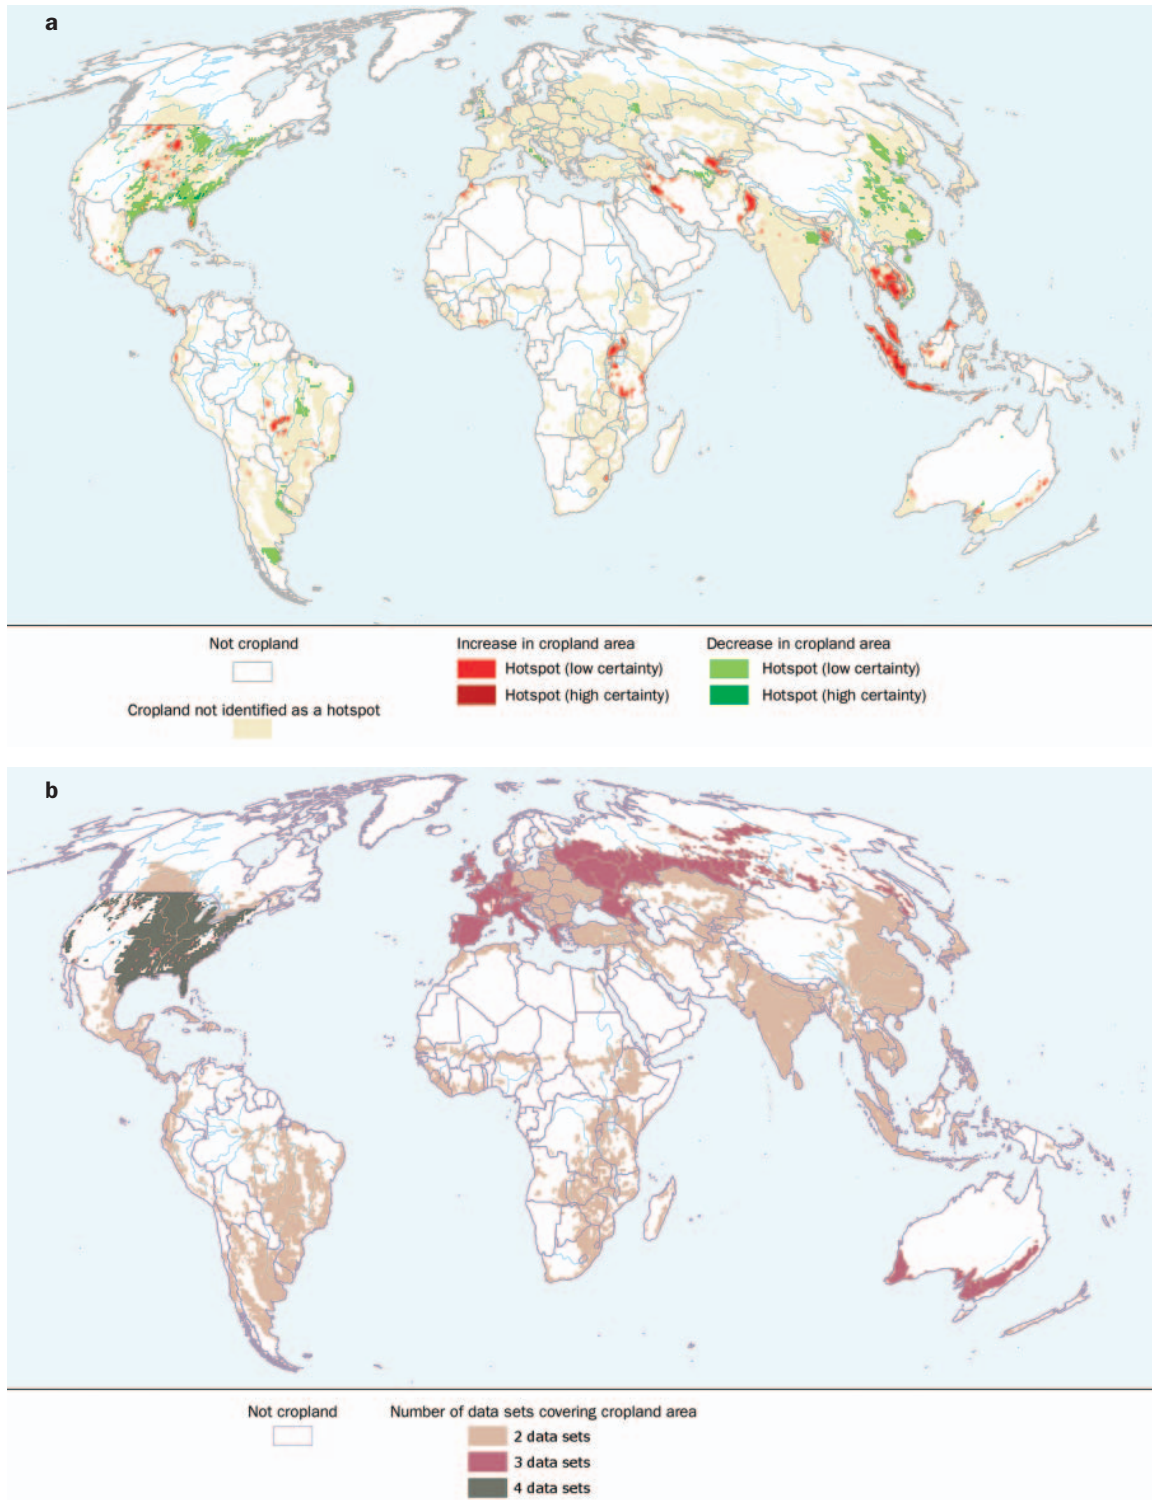 a
Not cropland
Cropland not identified as a hotspot
Increase in cropland area
Hotspot (low certainty)
Hotspot (high certainty)
Decrease in cropland area
Hotspot (low certainty)
Hotspot (high certainty)
b
Not cropland
Number of data sets covering cropland area
2 data sets
3 data sets
4 data sets